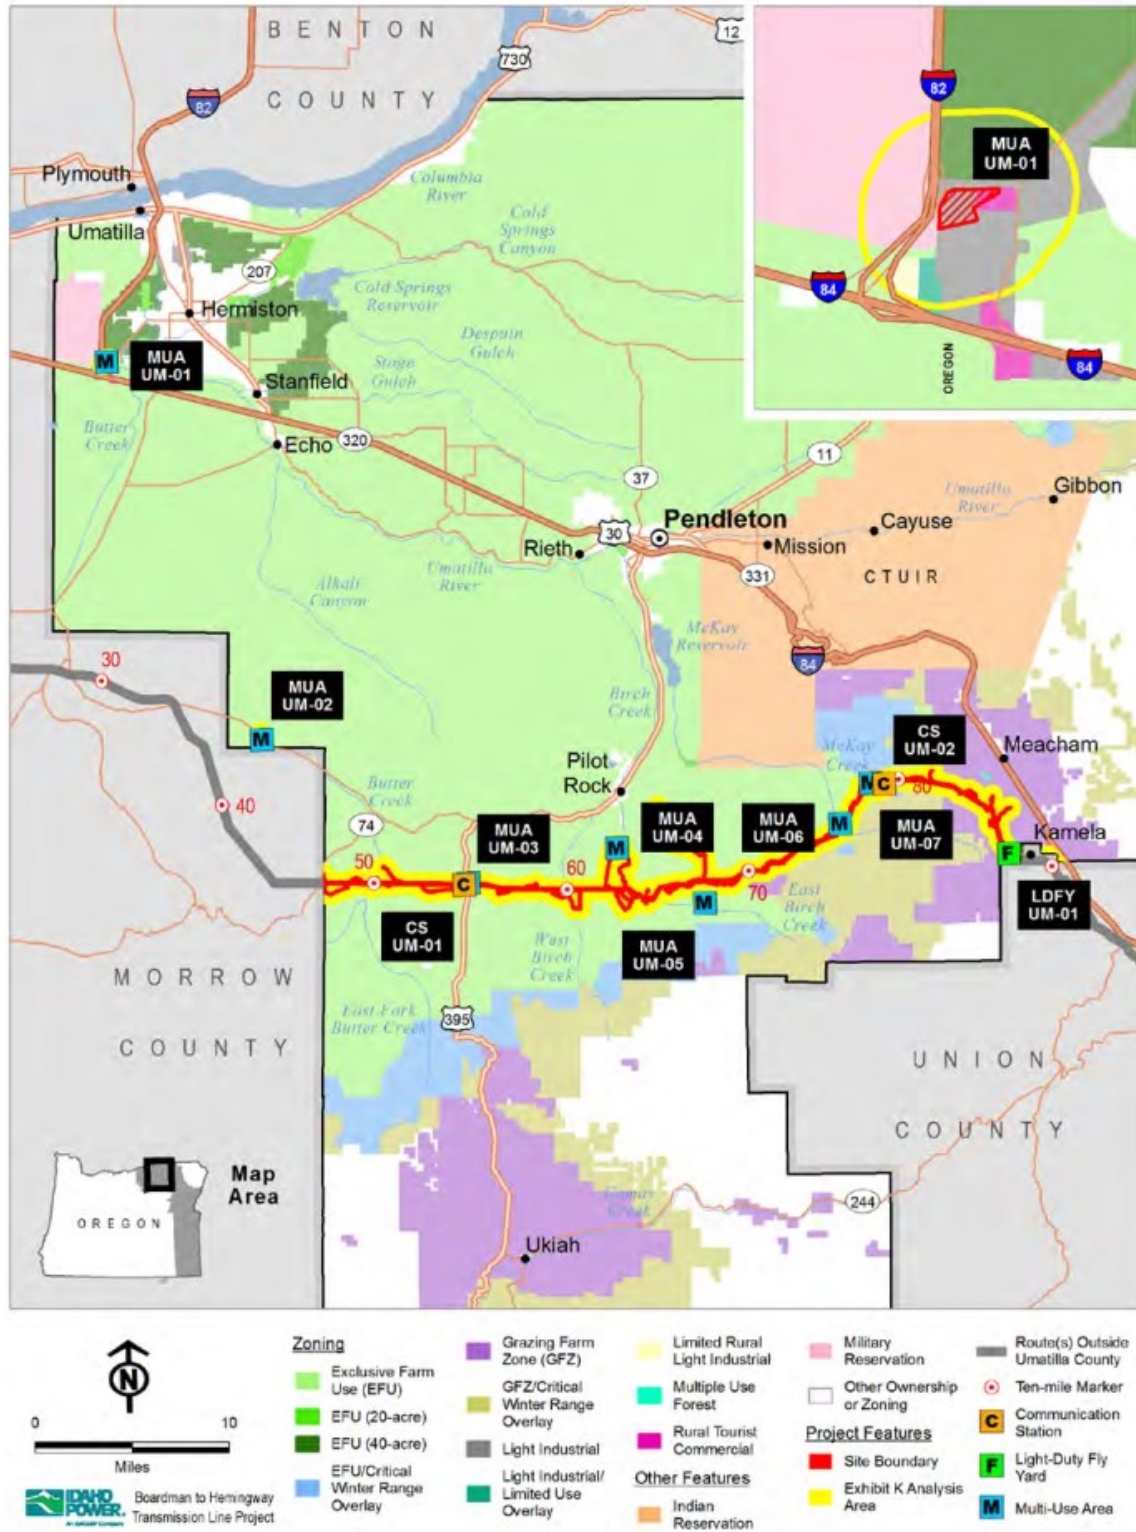 BENTON
COUNTY
12
730
82
Plymouth
Umatilla
Columbia
River
Cold
Springs
Canyon
207
Cold Springs
Reservoir
Hermiston
Despain
Gulch
Stage
Gulch
M
MUA
UM-01
Stanfield
Butter
Creek
Echo
320
82
MUA
UM-01
84
84
OREGON
11
37
Umatilla
River
Gibbon
30
Pendleton
Cayuse
Rieth
Mission
Umatilla
River
331
CTUIR
Alkali
Canyon
McKay
Reservoir
84
30
MUA
UM-02
M
Birch
Creek
CS
UM-02
McKay
Creek
Meacham
Pilot
Rock
M
C
80
40
Butter
Creek
74
MUA
UM-03
MUA
UM-04
MUA
UM-06
M
MUA
UM-07
Kamela
M
F
50
C
60
70
M
East
Birch
Creek
LDFY
UM-01
CS
UM-01
West
Birch
Creek
MUA
UM-05
MORROW
COUNTY
East Fork
Butter Creek
395
UNION
COUNTY
Map
Area
OREGON
Creek
244
Ukiah
N
0 10
Miles
IDAHO
POWER.
An IDACORP Company
Boardman to Hemingway
Transmission Line Project
Zoning
Exclusive Farm
Use (EFU)
EFU (20-acre)
EFU (40-acre)
EFU/Critical
Winter Range
Overlay
Grazing Farm
Zone (GFZ)
GFZ/Critical
Winter Range
Overlay
Light Industrial
Light Industrial/
Limited Use
Overlay
Limited Rural
Light Industrial
Multiple Use
Forest
Rural Tourist
Commercial
Other Features
Indian
Reservation
Military
Reservation
Other Ownership
or Zoning
Project Features
Site Boundary
Exhibit K Analysis
Area
Route(s) Outside
Umatilla County
Ten-mile Marker
C
Communication
Station
F
Light-Duty Fly
Yard
M
Multi-Use Area